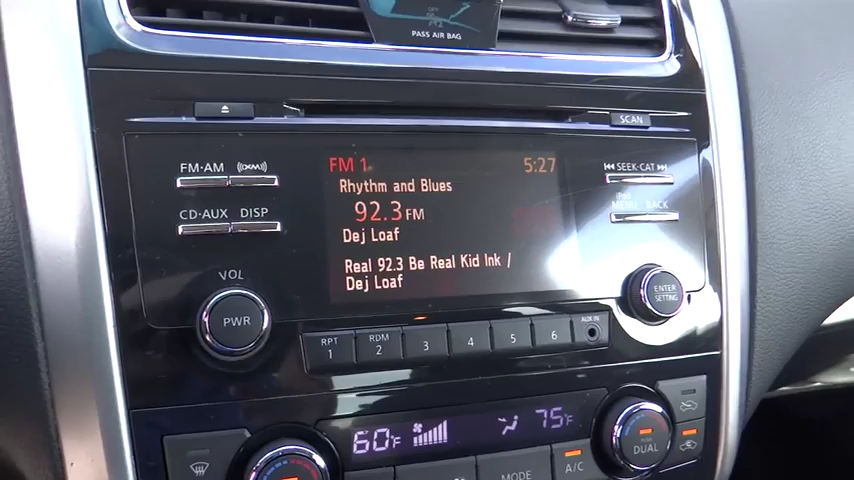 PASS AIR BAG
SCAN
FM·AM XM
SEEK·CAT
CD·AUX DISP
iPod MENU BACK
FM 1 5:27
Rhythm and Blues
92.3 FM
Dej Loaf
Real 92.3 Be Real Kid Ink /
Dej Loaf
VOL
PWR
ENTER
SETTING
RPT 1
RDM 2
3
4
5
6
AUX IN
60°F
75°F
A/C
MODE
PUSH
DUAL